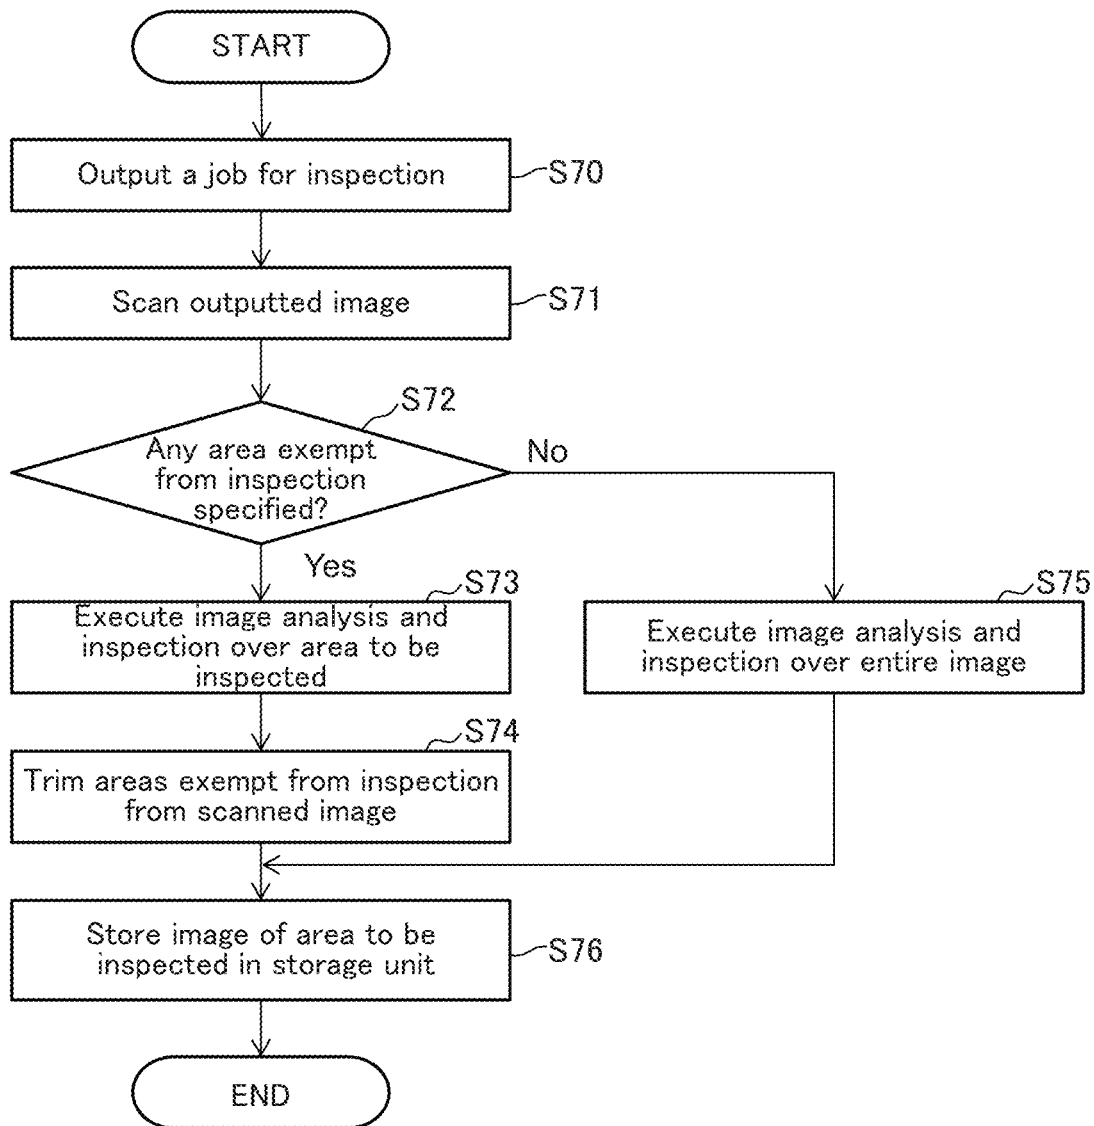 START
Output a job for inspection
S70
Scan outputted image
S71
S72
Any area exempt
from inspection
specified?
No
Yes
S73
Execute image analysis and
inspection over area to be
inspected
S75
Execute image analysis and
inspection over entire image
S74
Trim areas exempt from inspection
from scanned image
Store image of area to be
inspected in storage unit
S76
END